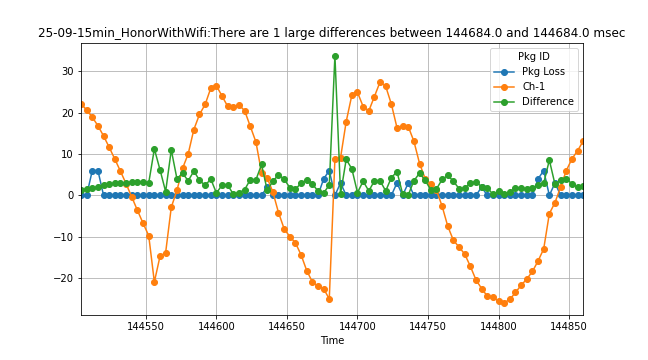 25-09-15min_HonorWithWifi:There are 1 large differences between 144684.0 and 144684.0 msec
Pkg ID
Pkg Loss
Ch-1
Difference
30
20
10
0
−10
−20
144550
144600
144650
144700
144750
144800
144850
Time